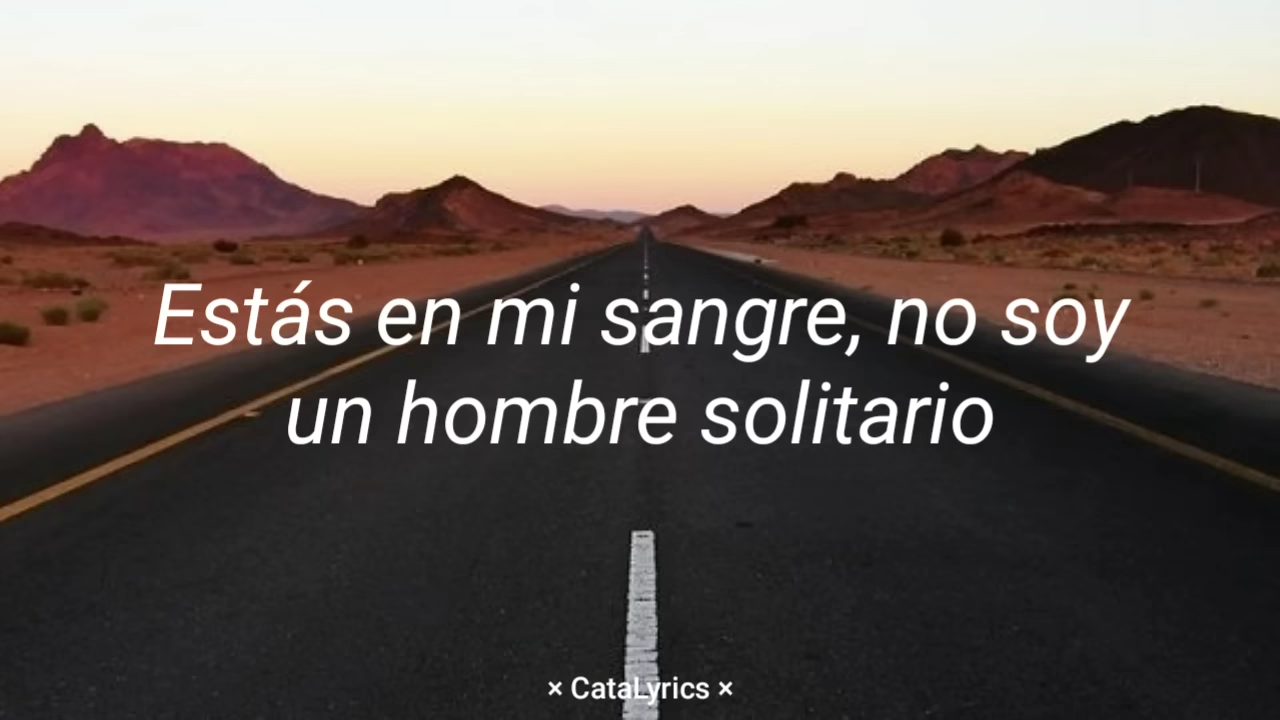 Estás en mi sangre, no soy
un hombre solitario
× CataLyrics ×